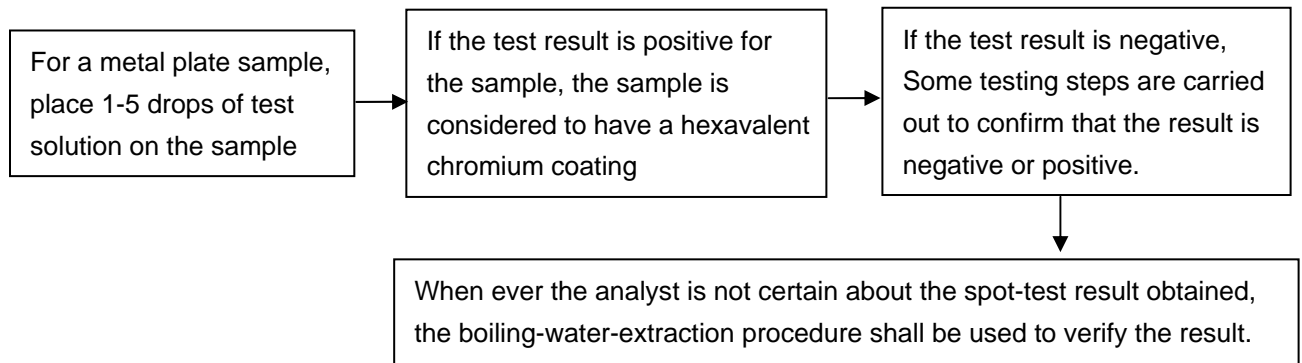 For a metal plate sample,
place 1-5 drops of test
solution on the sample
If the test result is positive for
the sample, the sample is
considered to have a hexavalent
chromium coating
If the test result is negative,
Some testing steps are carried
out to confirm that the result is
negative or positive.
When ever the analyst is not certain about the spot-test result obtained,
the boiling-water-extraction procedure shall be used to verify the result.